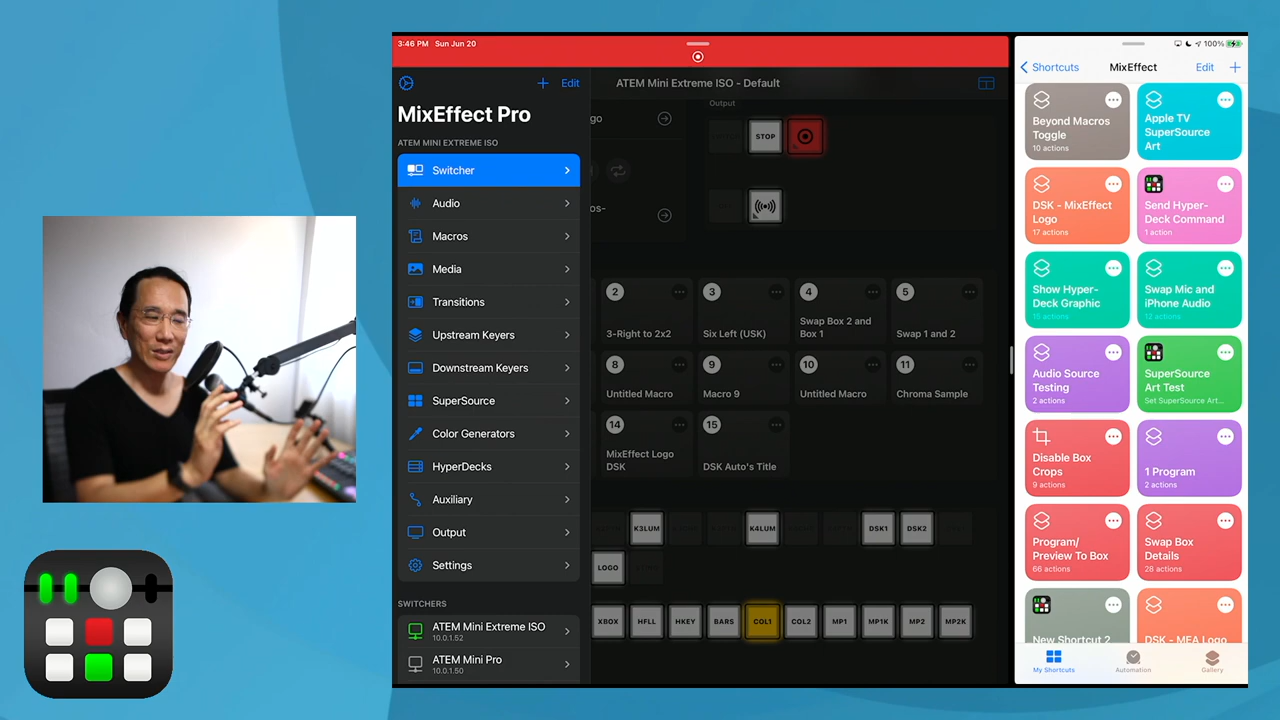 3:46 PM Sun Jun 20
Edit
MixEffect Pro
ATEM MINI EXTREME ISO
Switcher
Audio
Macros
Media
Transitions
Upstream Keyers
Downstream Keyers
SuperSource
Color Generators
HyperDecks
Auxiliary
Output
Settings
SWITCHERS
ATEM Mini Extreme ISO
10.0.1.52
ATEM Mini Pro
10.0.1.50
ATEM Mini Extreme ISO - Default
Output
go
STOP
os-
2
3-Right to 2x2
3
Six Left (USK)
4
Swap Box 2 and
Box 1
5
Swap 1 and 2
8
Untitled Macro
9
Macro 9
10
Untitled Macro
11
Chroma Sample
14
MixEffect Logo
DSK
15
DSK Auto's Title
K3LUM K4LUM DSK1 DSK2
LOGO
XBOX HFLL HKEY BARS COL1 COL2 MP1 MP1K MP2 MP2K
100%
Shortcuts MixEffect Edit
Beyond Macros
Toggle
10 actions
Apple TV
SuperSource
Art
DSK - MixEffect
Logo
17 actions
Send Hyper-
Deck Command
1 action
Show Hyper-
Deck Graphic
15 actions
Swap Mic and
iPhone Audio
12 actions
Audio Source
Testing
2 actions
SuperSource
Art Test
Set SuperSource Art...
Disable Box
Crops
9 actions
1 Program
2 actions
Program/
Preview To Box
66 actions
Swap Box
Details
28 actions
New Shortcut 2
DSK - MEA Logo
My Shortcuts Automation Gallery